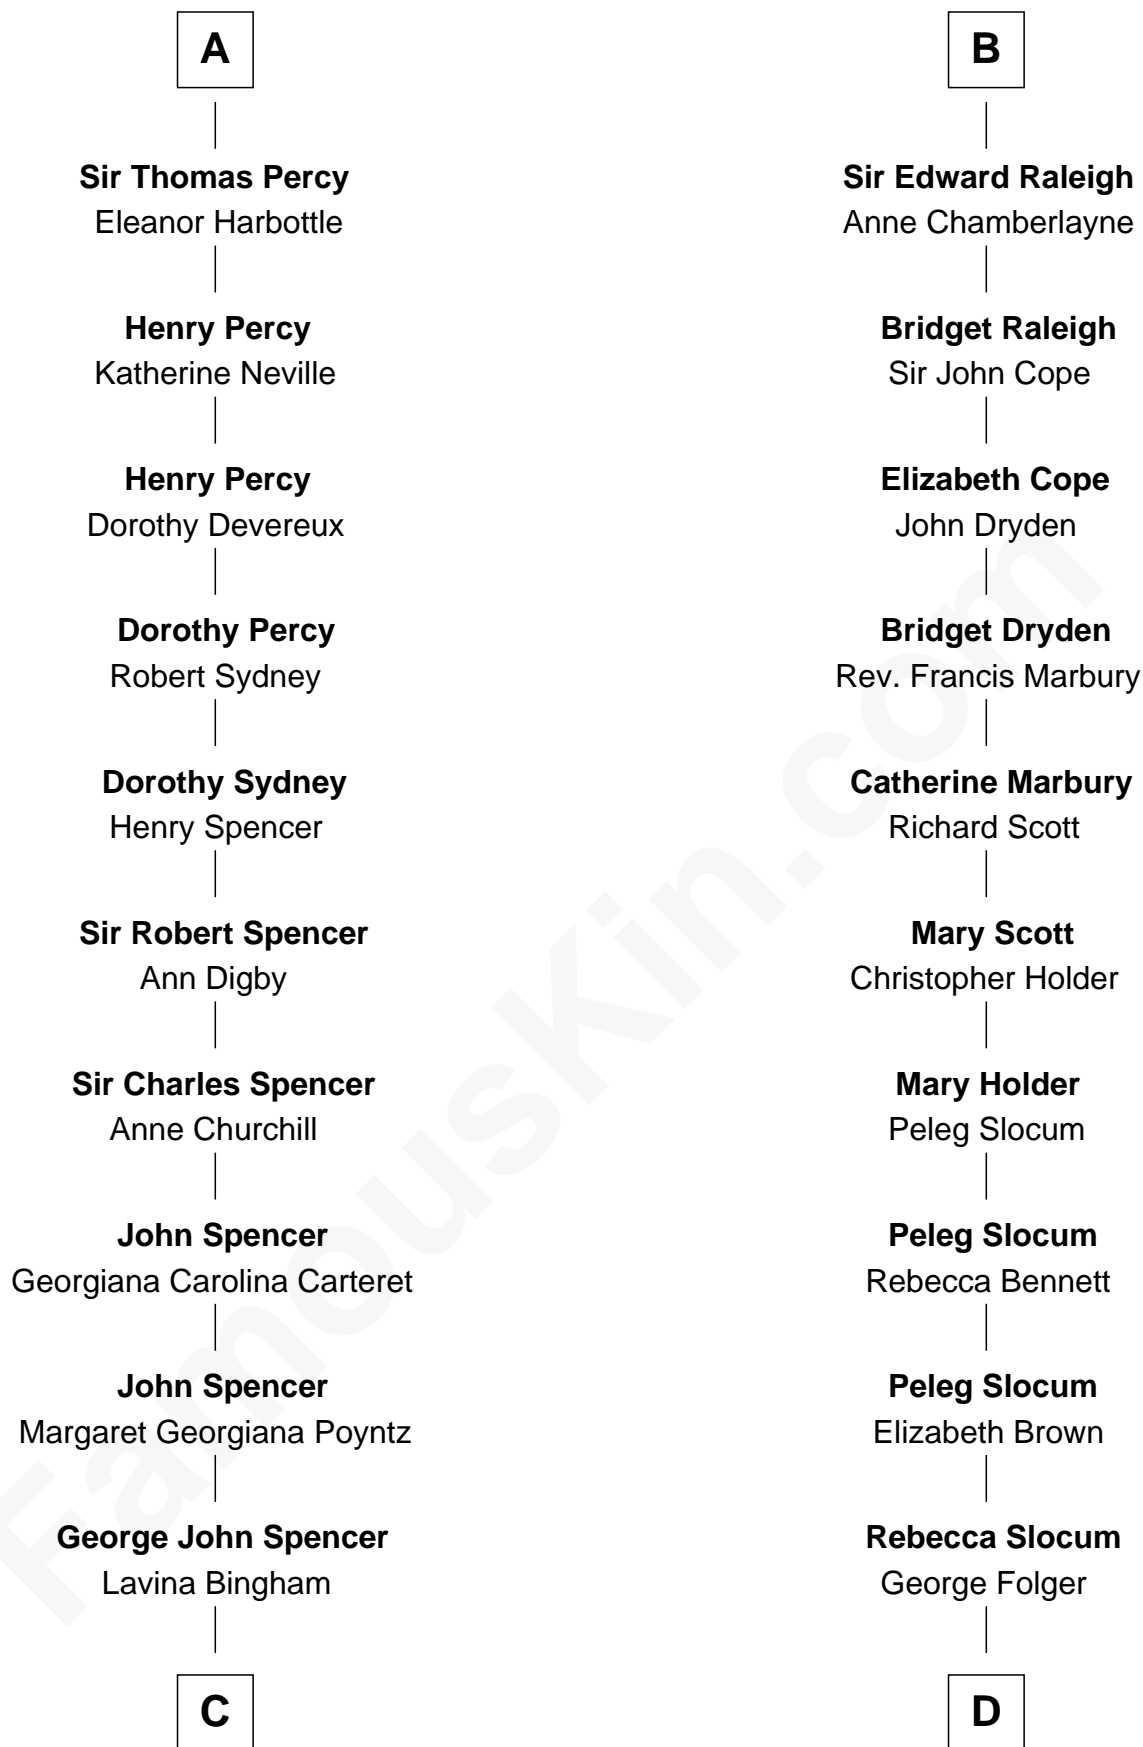 A
Sir Thomas Percy
Eleanor Harbottle
Henry Percy
Katherine Neville
Henry Percy
Dorothy Devereux
Dorothy Percy
Robert Sydney
Dorothy Sydney
Henry Spencer
Sir Robert Spencer
Ann Digby
Sir Charles Spencer
Anne Churchill
John Spencer
Georgiana Carolina Carteret
John Spencer
Margaret Georgiana Poyntz
George John Spencer
Lavina Bingham
C
B
Sir Edward Raleigh
Anne Chamberlayne
Bridget Raleigh
Sir John Cope
Elizabeth Cope
John Dryden
Bridget Dryden
Rev. Francis Marbury
Catherine Marbury
Richard Scott
Mary Scott
Christopher Holder
Mary Holder
Peleg Slocum
Peleg Slocum
Rebecca Bennett
Peleg Slocum
Elizabeth Brown
Rebecca Slocum
George Folger
D
FamousKin.com